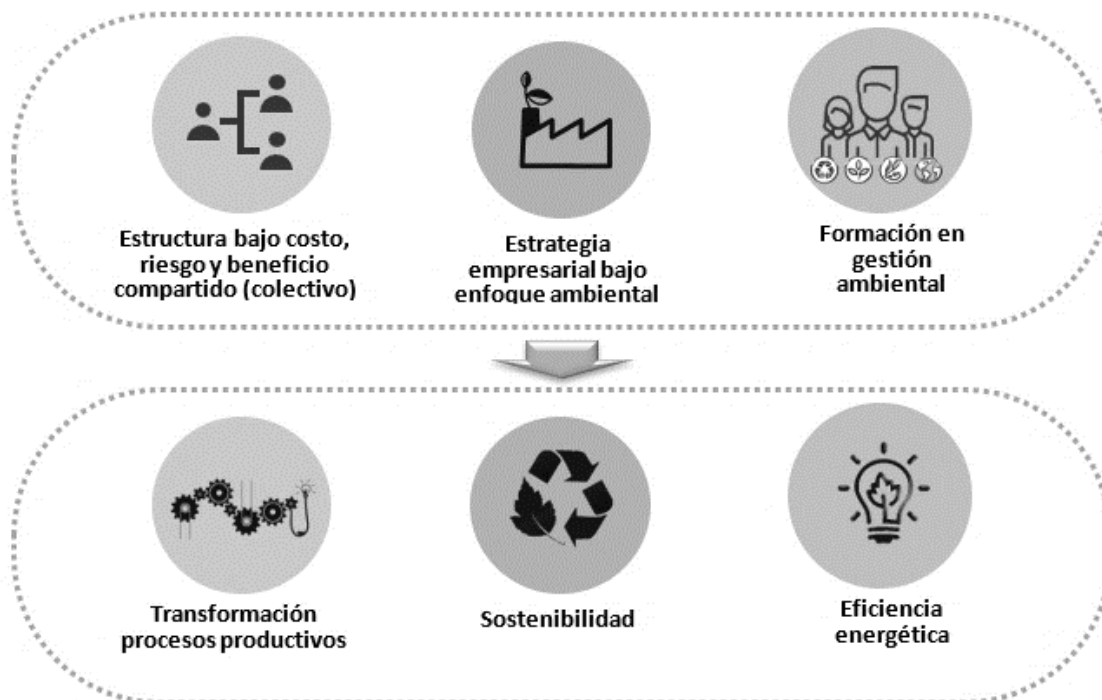 Estructura bajo costo,
riesgo y beneficio
compartido (colectivo)
Estrategia
empresarial bajo
enfoque ambiental
Formación en
gestión
ambiental
Transformación
procesos productivos
Sostenibilidad
Eficiencia
energética